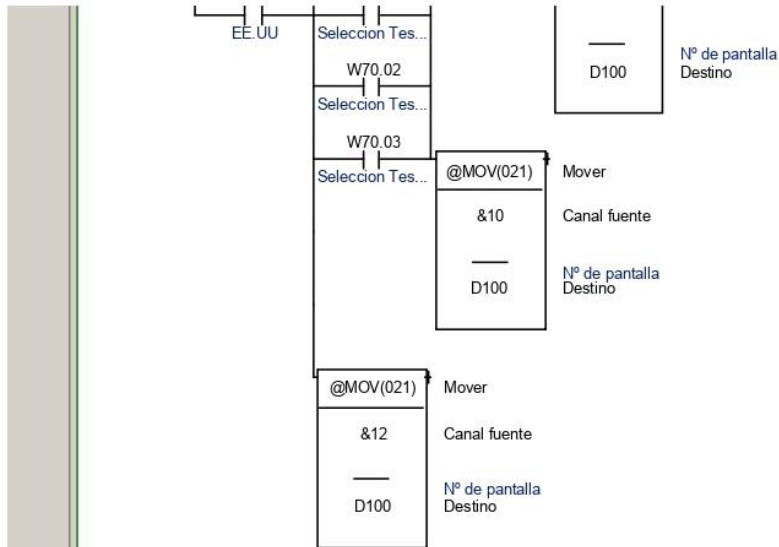 EE.UU
Seleccion Tes...
W70.02
Seleccion Tes...
W70.03
Seleccion Tes...
D100
Nº de pantalla
Destino
@MOV(021)
Mover
&10
Canal fuente
D100
Nº de pantalla
Destino
@MOV(021)
Mover
&12
Canal fuente
D100
Nº de pantalla
Destino